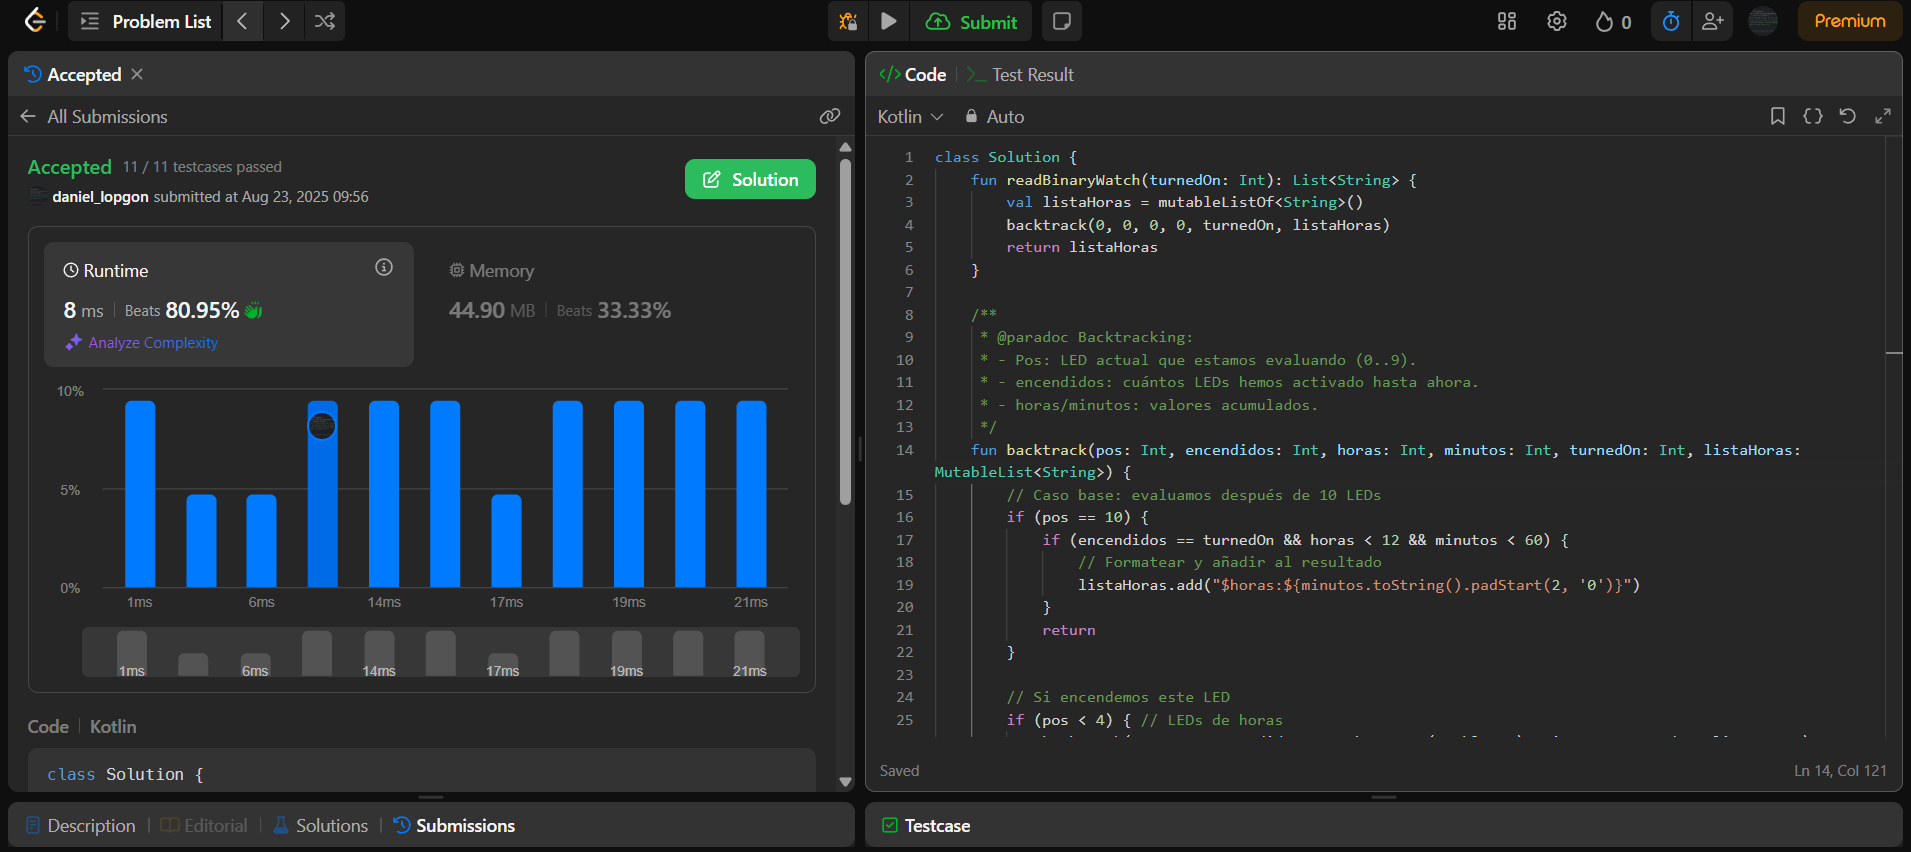 Problem List
Submit
0
Premium
Accepted
All Submissions
Accepted 11 / 11 testcases passed
daniel_lopgon submitted at Aug 23, 2025 09:56
Solution
Runtime
8 ms | Beats 80.95%
Analyze Complexity
Memory
44.90 MB | Beats 33.33%
10%
5%
0%
1ms 6ms 14ms 17ms 19ms 21ms
1ms 6ms 14ms 17ms 19ms 21ms
Code | Kotlin
class Solution {
Description | Editorial | Solutions | Submissions
</> Code | >_ Test Result
Kotlin Auto
1 class Solution {
2 fun readBinaryWatch(turnedOn: Int): List<String> {
3 val listaHoras = mutableListOf<String>()
4 backtrack(0, 0, 0, 0, turnedOn, listaHoras)
5 return listaHoras
6 }
7
8 /**
9 * @paradoc Backtracking:
10 * - Pos: LED actual que estamos evaluando (0..9).
11 * - encendidos: cuántos LEDs hemos activado hasta ahora.
12 * - horas/minutos: valores acumulados.
13 */
14 fun backtrack(pos: Int, encendidos: Int, horas: Int, minutos: Int, turnedOn: Int, listaHoras:
MutableList<String>) {
15 // Caso base: evaluamos después de 10 LEDs
16 if (pos == 10) {
17 if (encendidos == turnedOn && horas < 12 && minutos < 60) {
18 // Formatear y añadir al resultado
19 listaHoras.add("$horas:${minutos.toString().padStart(2, '0')}")
20 }
21 return
22 }
23
24 // Si encendemos este LED
25 if (pos < 4) { // LEDs de horas
Saved
Ln 14, Col 121
Testcase